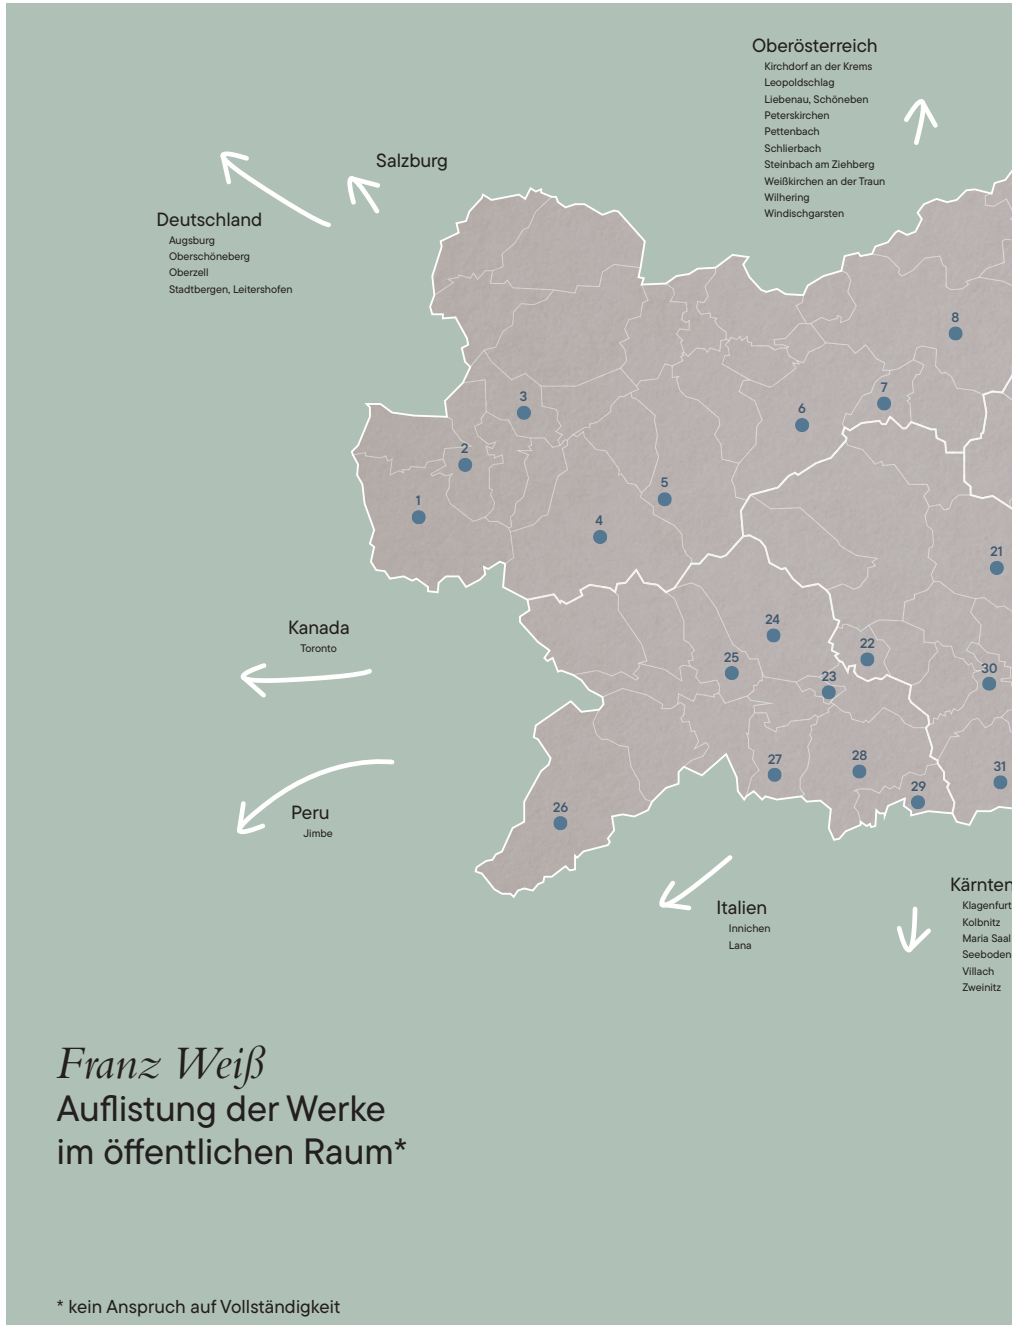 Oberösterreich
Kirchdorf an der Krems
Leopoldschlag
Liebenau, Schöneben
Peterskirchen
Pettenbach
Schlierbach
Steinbach am Ziehberg
Weißkirchen an der Traun
Wilhering
Windischgarsten
Salzburg
Deutschland
Augsburg
Oberschöneberg
Oberzell
Stadtbergen, Leitershofen
8
7
3
6
2
5
1
4
21
Kanada
Toronto
24
22
25
30
23
27
28
31
29
Peru
Jimbe
26
Kärnten
Klagenfurt
Kolbnitz
Maria Saal
Seeboden
Villach
Zweinitz
Italien
Innichen
Lana
Franz Weiß
Auflistung der Werke
im öffentlichen Raum*
* kein Anspruch auf Vollständigkeit